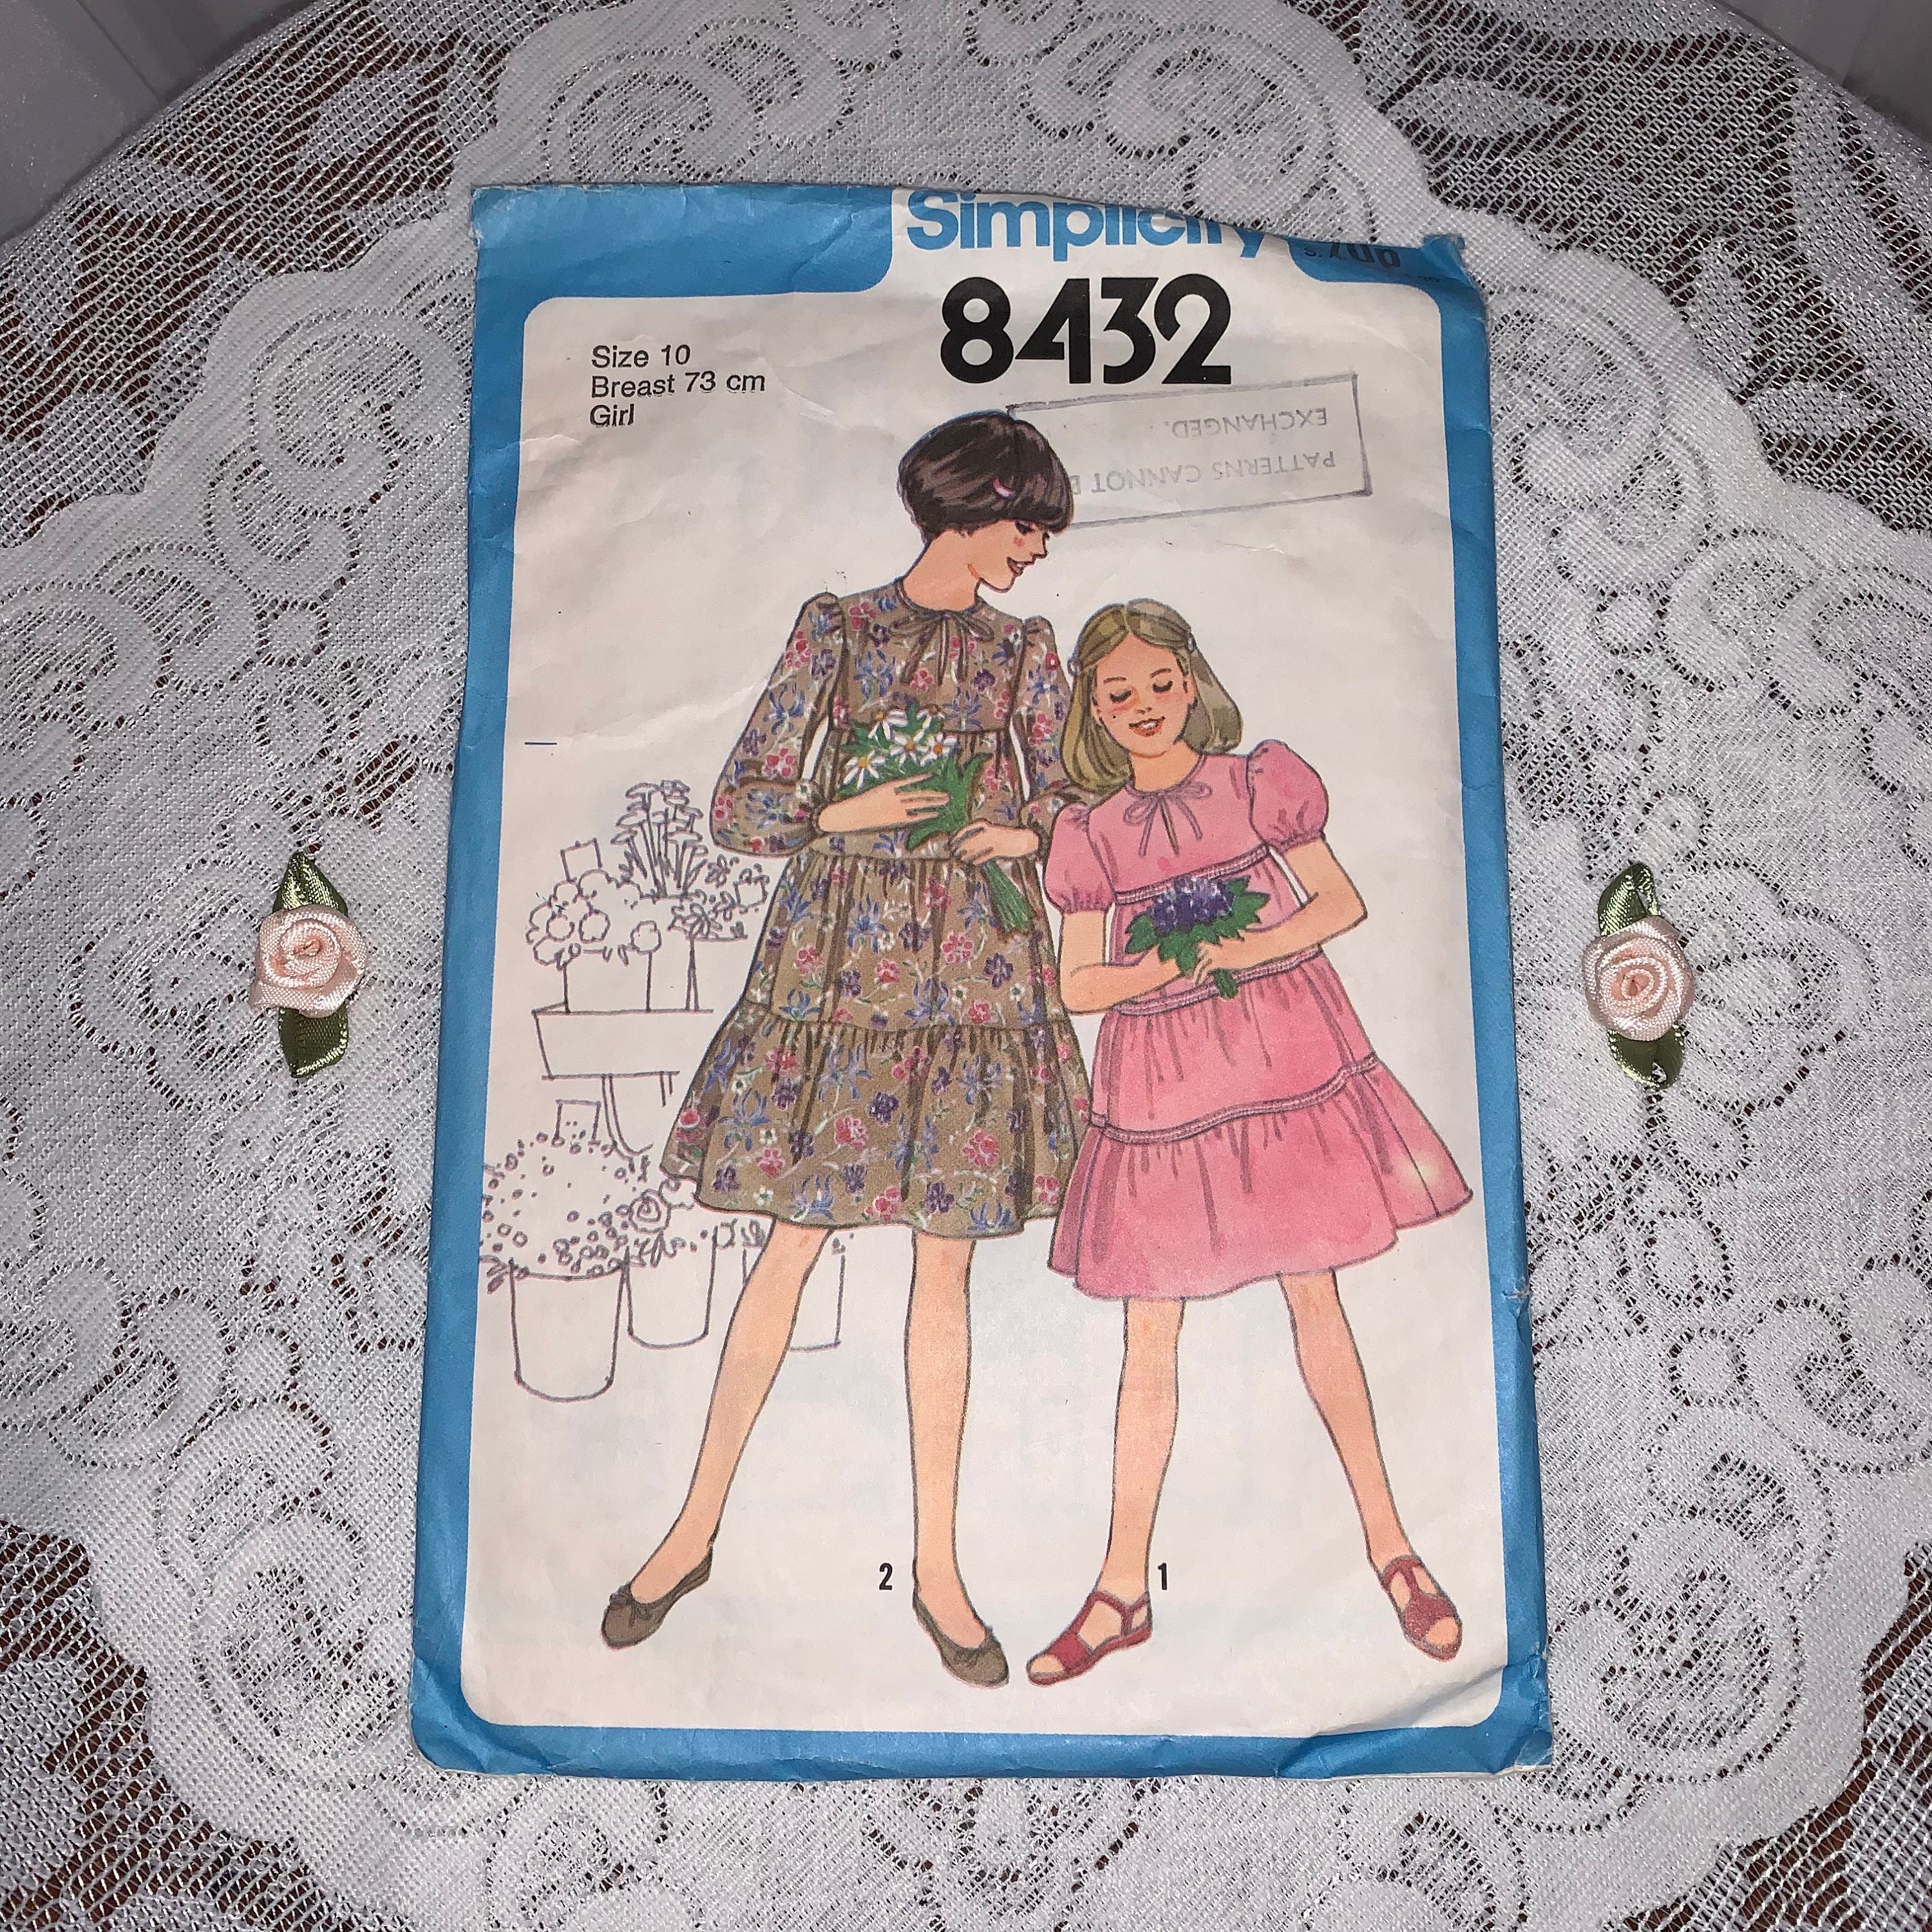 Simplicity
8432
Size 10
Breast 73 cm
Girl
PATTERNS CANNOT
EXCHANGED.
2
1